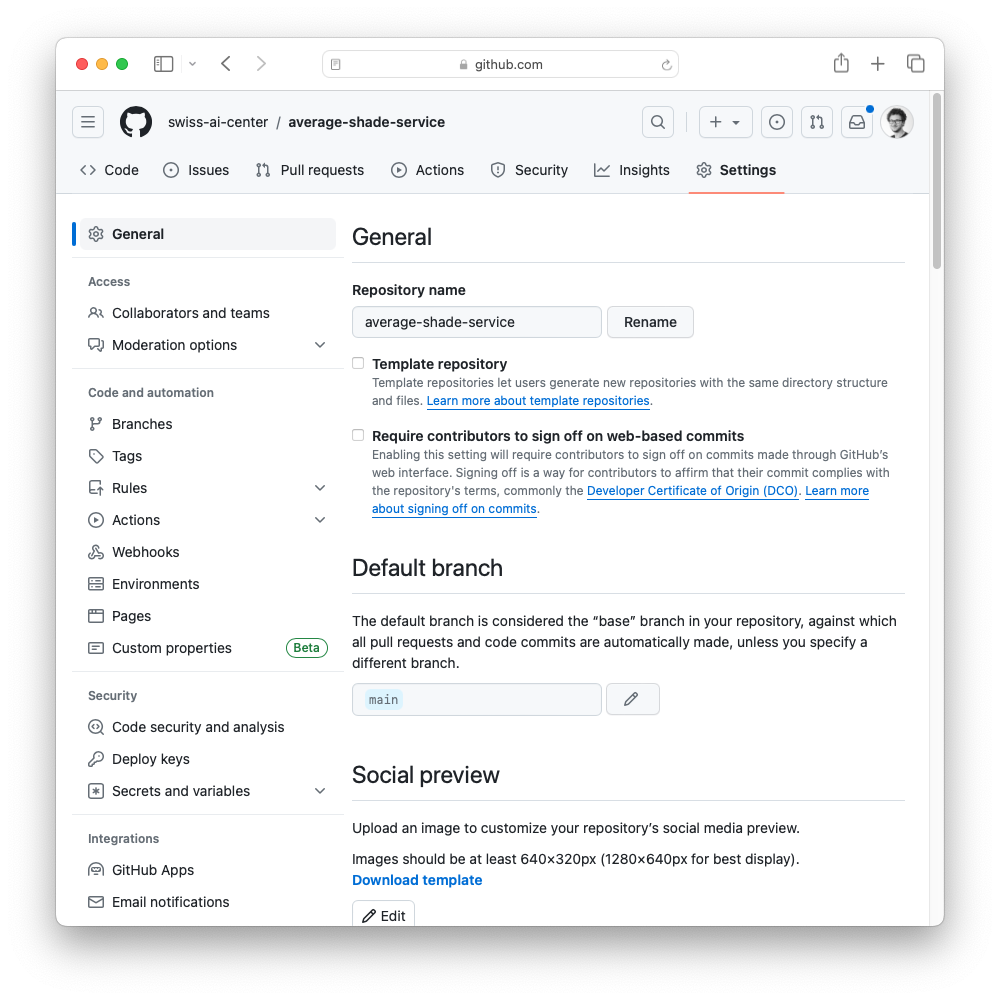 github.com
swiss-ai-center / average-shade-service
Code Issues Pull requests Actions Security Insights Settings
General
Access
Collaborators and teams
Moderation options
Code and automation
Branches
Tags
Rules
Actions
Webhooks
Environments
Pages
Custom properties Beta
Security
Code security and analysis
Deploy keys
Secrets and variables
Integrations
GitHub Apps
Email notifications
General
Repository name
average-shade-service Rename
Template repository
Template repositories let users generate new repositories with the same directory structure
and files. Learn more about template repositories.
Require contributors to sign off on web-based commits
Enabling this setting will require contributors to sign off on commits made through GitHub’s
web interface. Signing off is a way for contributors to affirm that their commit complies with
the repository's terms, commonly the Developer Certificate of Origin (DCO). Learn more
about signing off on commits.
Default branch
The default branch is considered the “base” branch in your repository, against which
all pull requests and code commits are automatically made, unless you specify a
different branch.
main
Social preview
Upload an image to customize your repository’s social media preview.
Images should be at least 640×320px (1280×640px for best display).
Download template
Edit